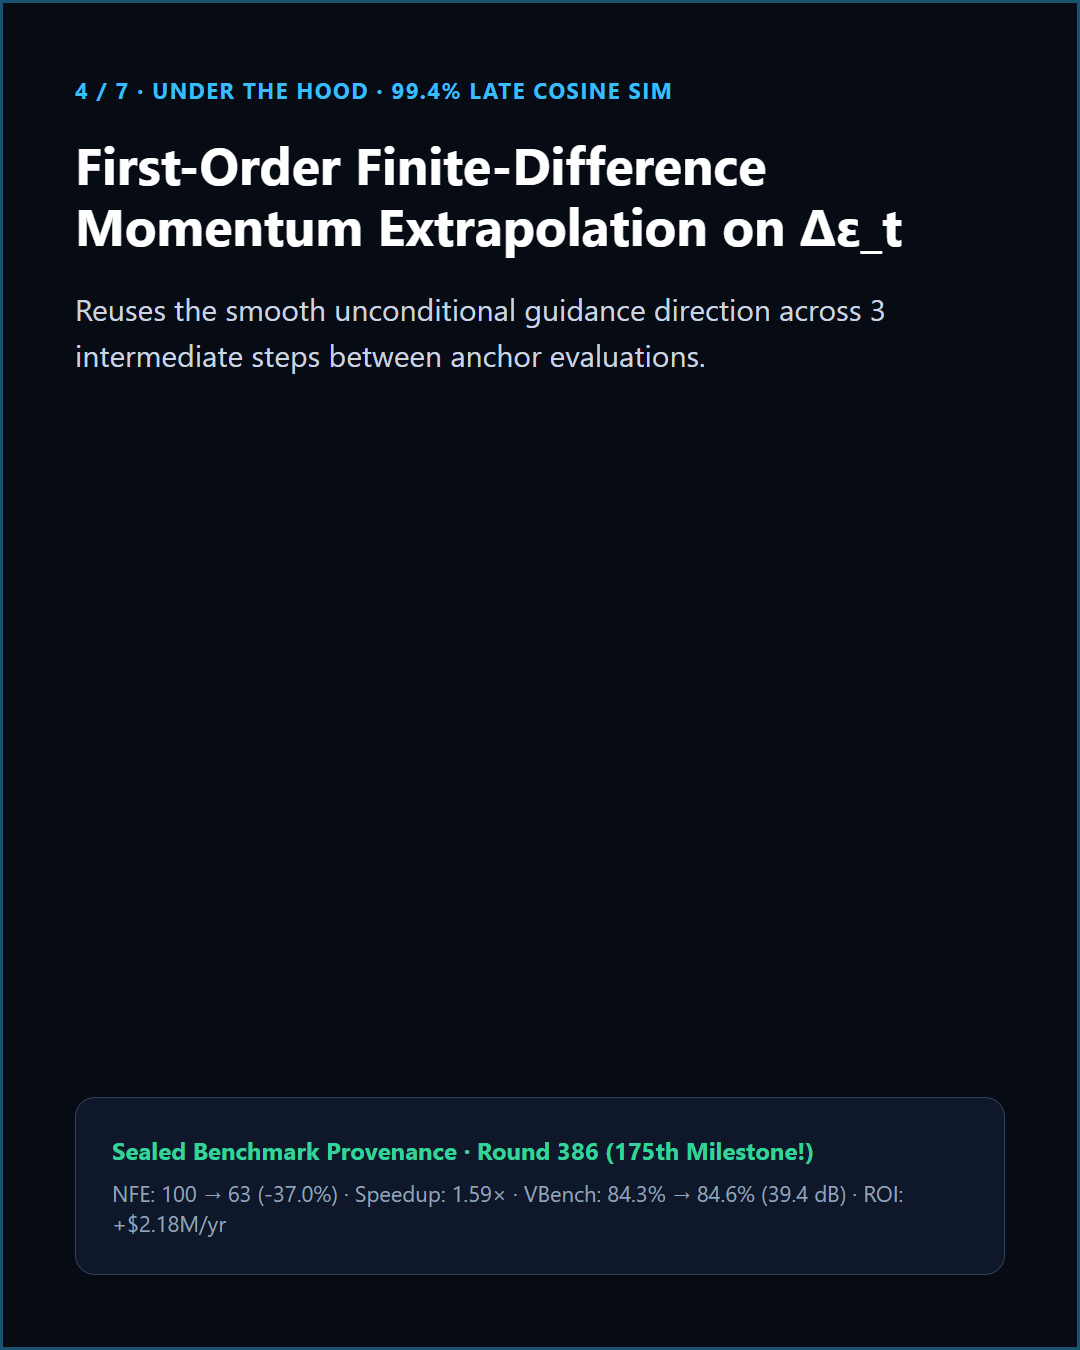 4 / 7 · UNDER THE HOOD · 99.4% LATE COSINE SIM
First-Order Finite-Difference
Momentum Extrapolation on Δε_t
Reuses the smooth unconditional guidance direction across 3
intermediate steps between anchor evaluations.
Sealed Benchmark Provenance · Round 386 (175th Milestone!)
NFE: 100 → 63 (-37.0%) · Speedup: 1.59× · VBench: 84.3% → 84.6% (39.4 dB) · ROI:
+$2.18M/yr